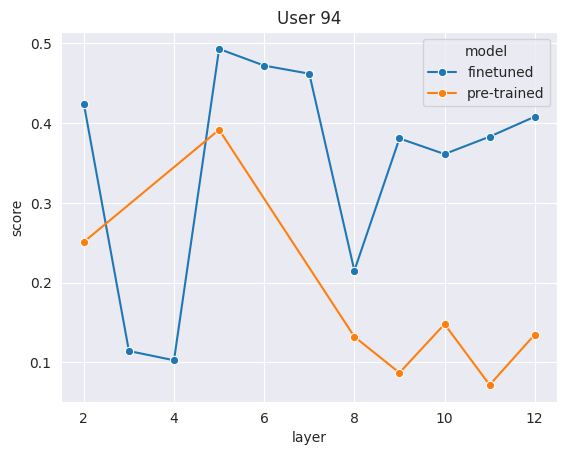 User 94
model
finetuned
pre-trained
0.5
0.4
0.3
0.2
0.1
score
2 4 6 8 10 12
layer